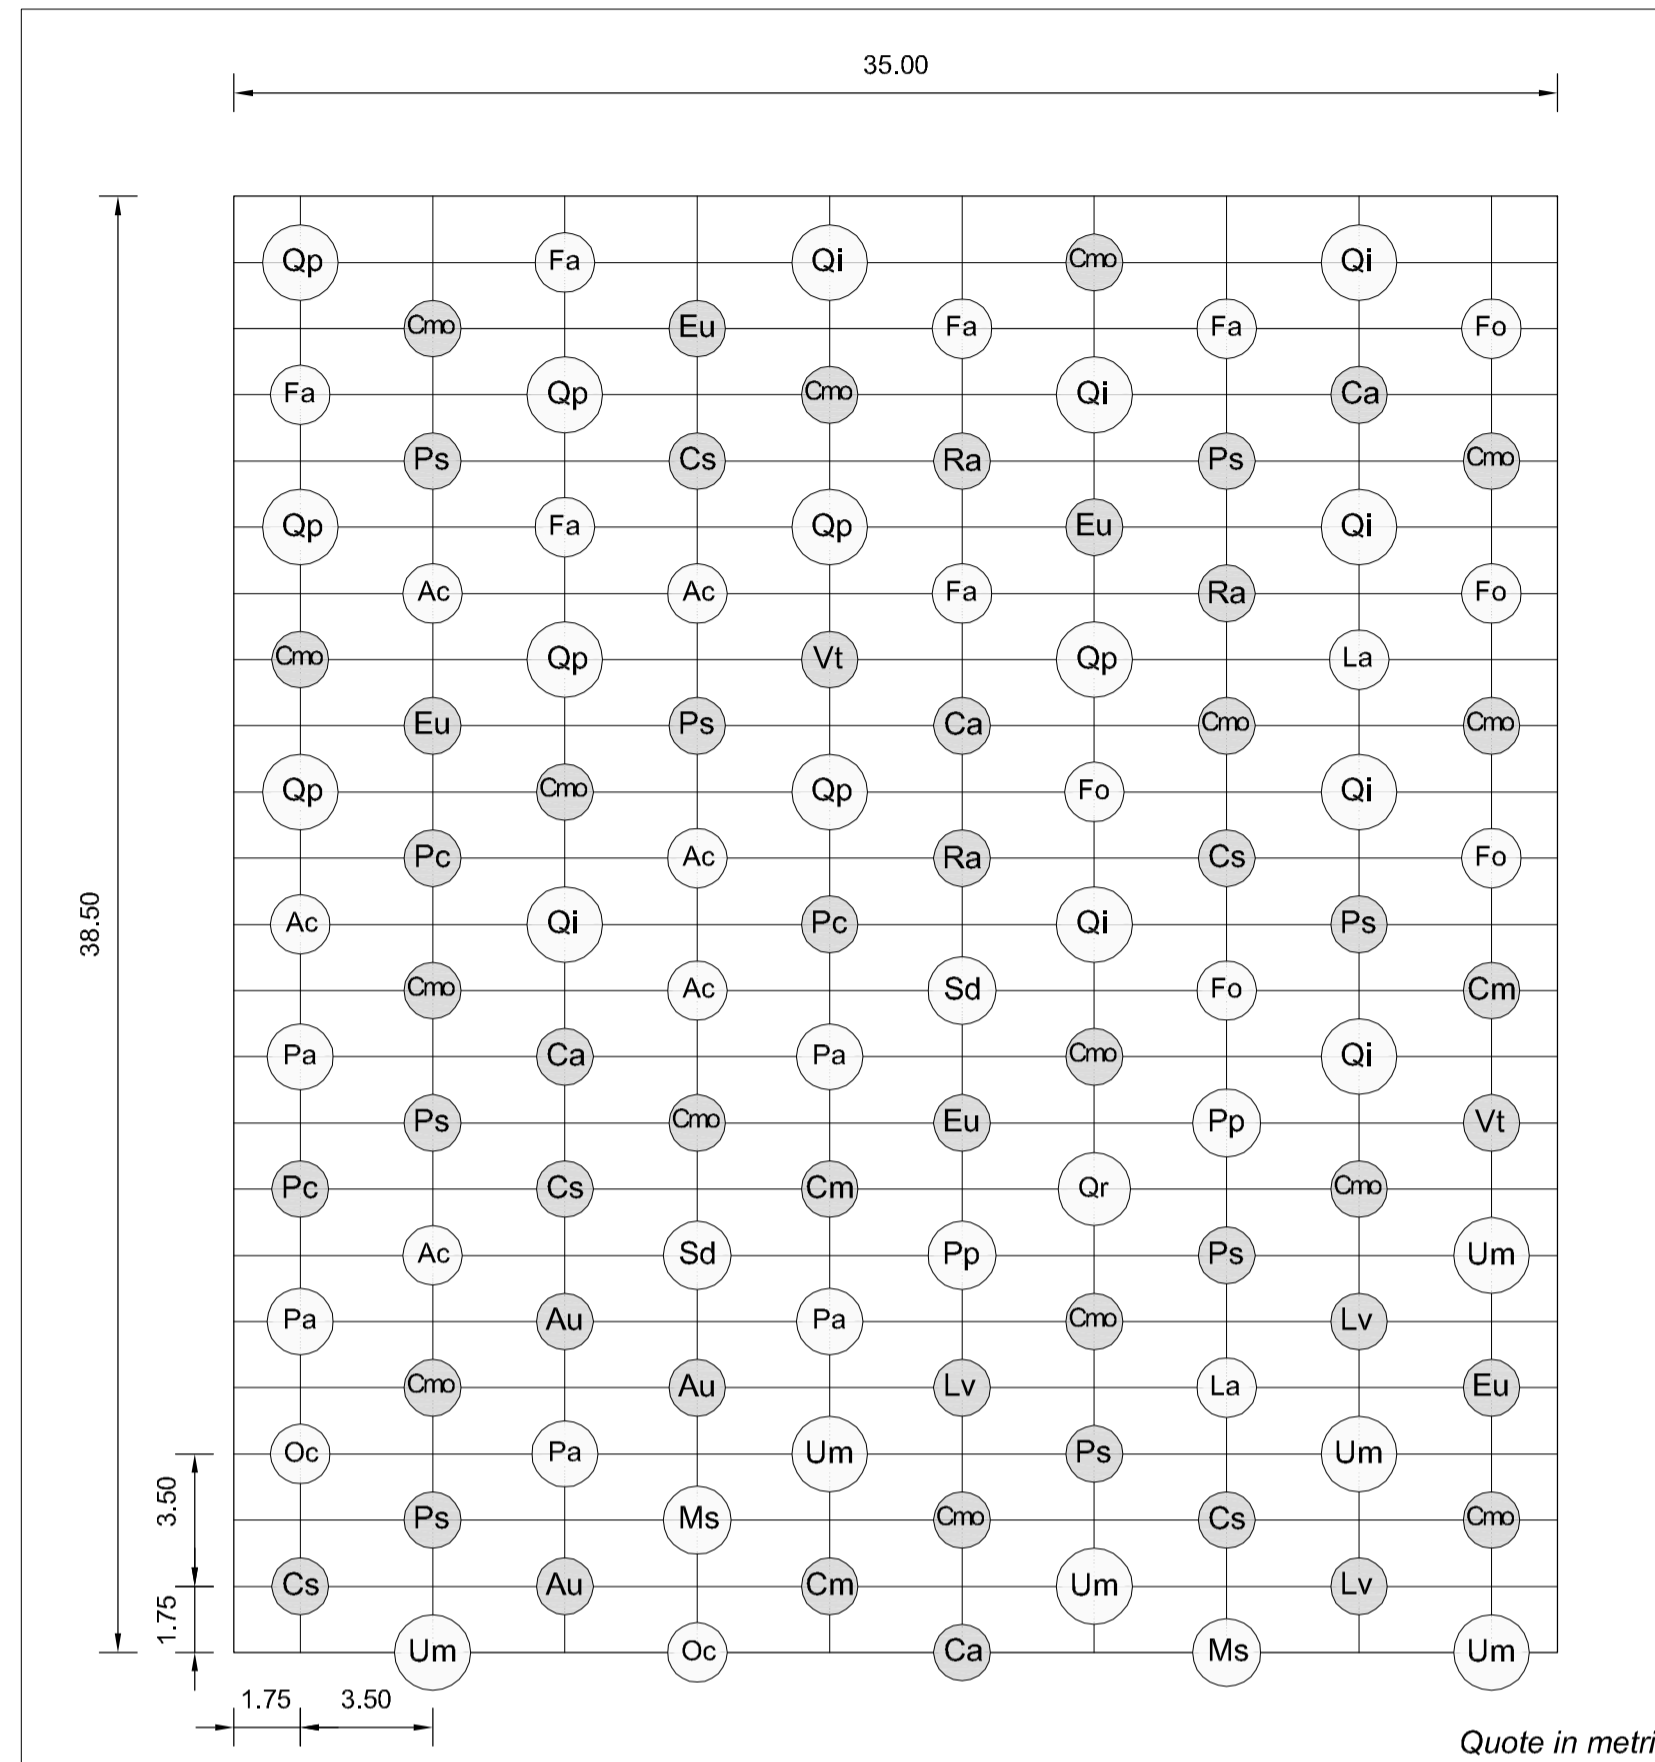 35.00
Qp Fa Qi Cmo Qi
Cmo Eu Fa Fa Fo
Fa Qp Cmo Qi Ca
Ps Cs Ra Ps Cmo
Qp Fa Qp Eu Qi
Ac Ac Fa Ra Fo
Cmo Qp Vt Qp La
Eu Ps Ca Cmo Cmo
Qp Cmo Qp Fo Qi
Pc Ac Ra Cs Fo
38.50
Ac Qi Pc Qi Ps
Cmo Ac Sd Fo Cm
Pa Ca Pa Cmo Qi
Ps Cmo Eu Pp Vt
Pc Cs Cm Qr Cmo
Ac Sd Pp Ps Um
Pa Au Pa Cmo Lv
Cmo Au Lv La Eu
Oc Pa Um Ps Um
3.50
Ps Ms Cmo Cs Cmo
Cs Au Cm Um Lv
1.75
Um Oc Ca Ms Um
1.75 3.50
Quote in metri